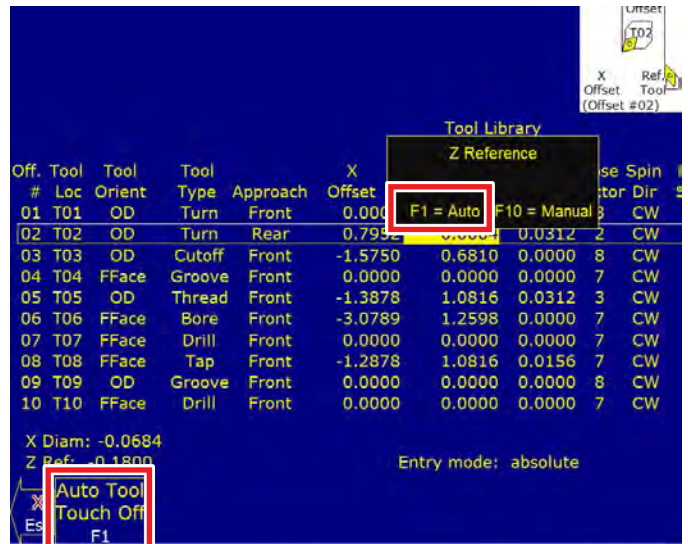 Offset
T02
X Ref.
Offset Tool
(Offset #02)
Tool Library
Z Reference
F1 = Auto F10 = Manual
Off. Tool Tool Tool X Spin
# Loc Orient Type Approach Offset Dir
01 T01 OD Turn Front 0.000 3 CW
02 T02 OD Turn Rear 0.7952 0.0312 2 CW
03 T03 OD Cutoff Front -1.5750 0.6810 0.0000 8 CW
04 T04 FFace Groove Front 0.0000 0.0000 0.0000 7 CW
05 T05 OD Thread Front -1.3878 1.0816 0.0312 3 CW
06 T06 FFace Bore Front -3.0789 1.2598 0.0000 7 CW
07 T07 FFace Drill Front 0.0000 0.0000 0.0000 7 CW
08 T08 FFace Tap Front -1.2878 1.0816 0.0156 7 CW
09 T09 OD Groove Front 0.0000 0.0000 0.0000 8 CW
10 T10 FFace Drill Front 0.0000 0.0000 0.0000 7 CW
X Diam: -0.0684
Z Ref: -0.1800
Entry mode: absolute
Auto Tool
Touch Off
F1
X
Es